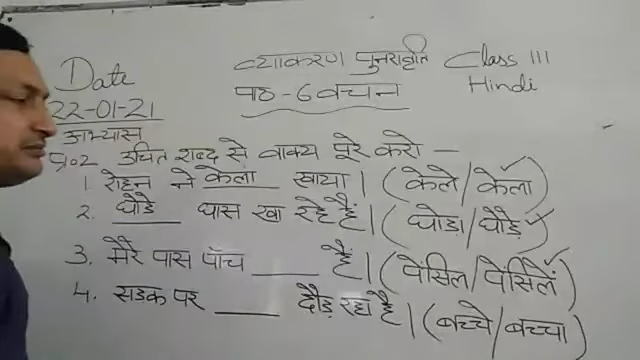 व्याकरण पुनरावृत्ति Class III
Date पाठ-6 वचन Hindi
22-01-21
अभ्यास
प्र०2 उचित शब्द से वाक्य पूरे करो —
1. रोहन ने केला खाया। (केले/केला)
2. घोड़े घास खा रहे हैं। (घोड़ा/घोड़े)
3. मेरे पास पाँच ____ हैं। (पेंसिल/पेंसिलें)
4. सड़क पर ____ दौड़ रहा है। (बच्चे/बच्चा)